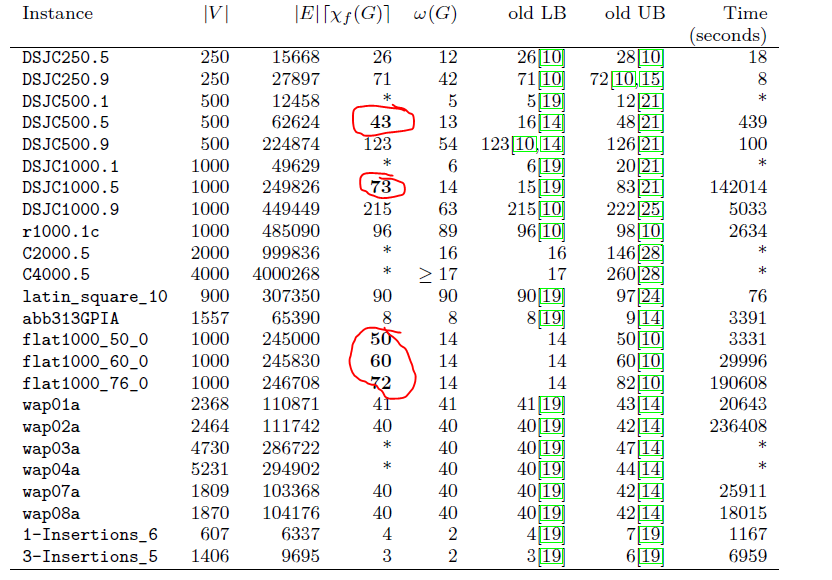 Instance |V| |E| ⌈χf(G)⌉ ω(G) old LB old UB Time
(seconds)
DSJC250.5 250 15668 26 12 26[10] 28[10] 18
DSJC250.9 250 27897 71 42 71[10] 72[10,15] 8
DSJC500.1 500 12458 * 5 5[19] 12[21] *
DSJC500.5 500 62624 43 13 16[14] 48[21] 439
DSJC500.9 500 224874 123 54 123[10,14] 126[21] 100
DSJC1000.1 1000 49629 * 6 6[19] 20[21] *
DSJC1000.5 1000 249826 73 14 15[19] 83[21] 142014
DSJC1000.9 1000 449449 215 63 215[10] 222[25] 5033
r1000.1c 1000 485090 96 89 96[10] 98[10] 2634
C2000.5 2000 999836 * 16 16 146[28] *
C4000.5 4000 4000268 * ≥ 17 17 260[28] *
latin_square_10 900 307350 90 90 90[19] 97[24] 76
abb313GPIA 1557 65390 8 8 8[19] 9[14] 3391
flat1000_50_0 1000 245000 50 14 14 50[10] 3331
flat1000_60_0 1000 245830 60 14 14 60[10] 29996
flat1000_76_0 1000 246708 72 14 14 82[10] 190608
wap01a 2368 110871 41 41 41[19] 43[14] 20643
wap02a 2464 111742 40 40 40[19] 42[14] 236408
wap03a 4730 286722 * 40 40[19] 47[14] *
wap04a 5231 294902 * 40 40[19] 44[14] *
wap07a 1809 103368 40 40 40[19] 42[14] 25911
wap08a 1870 104176 40 40 40[19] 42[14] 18015
1-Insertions_6 607 6337 4 2 4[19] 7[19] 1167
3-Insertions_5 1406 9695 3 2 3[19] 6[19] 6959